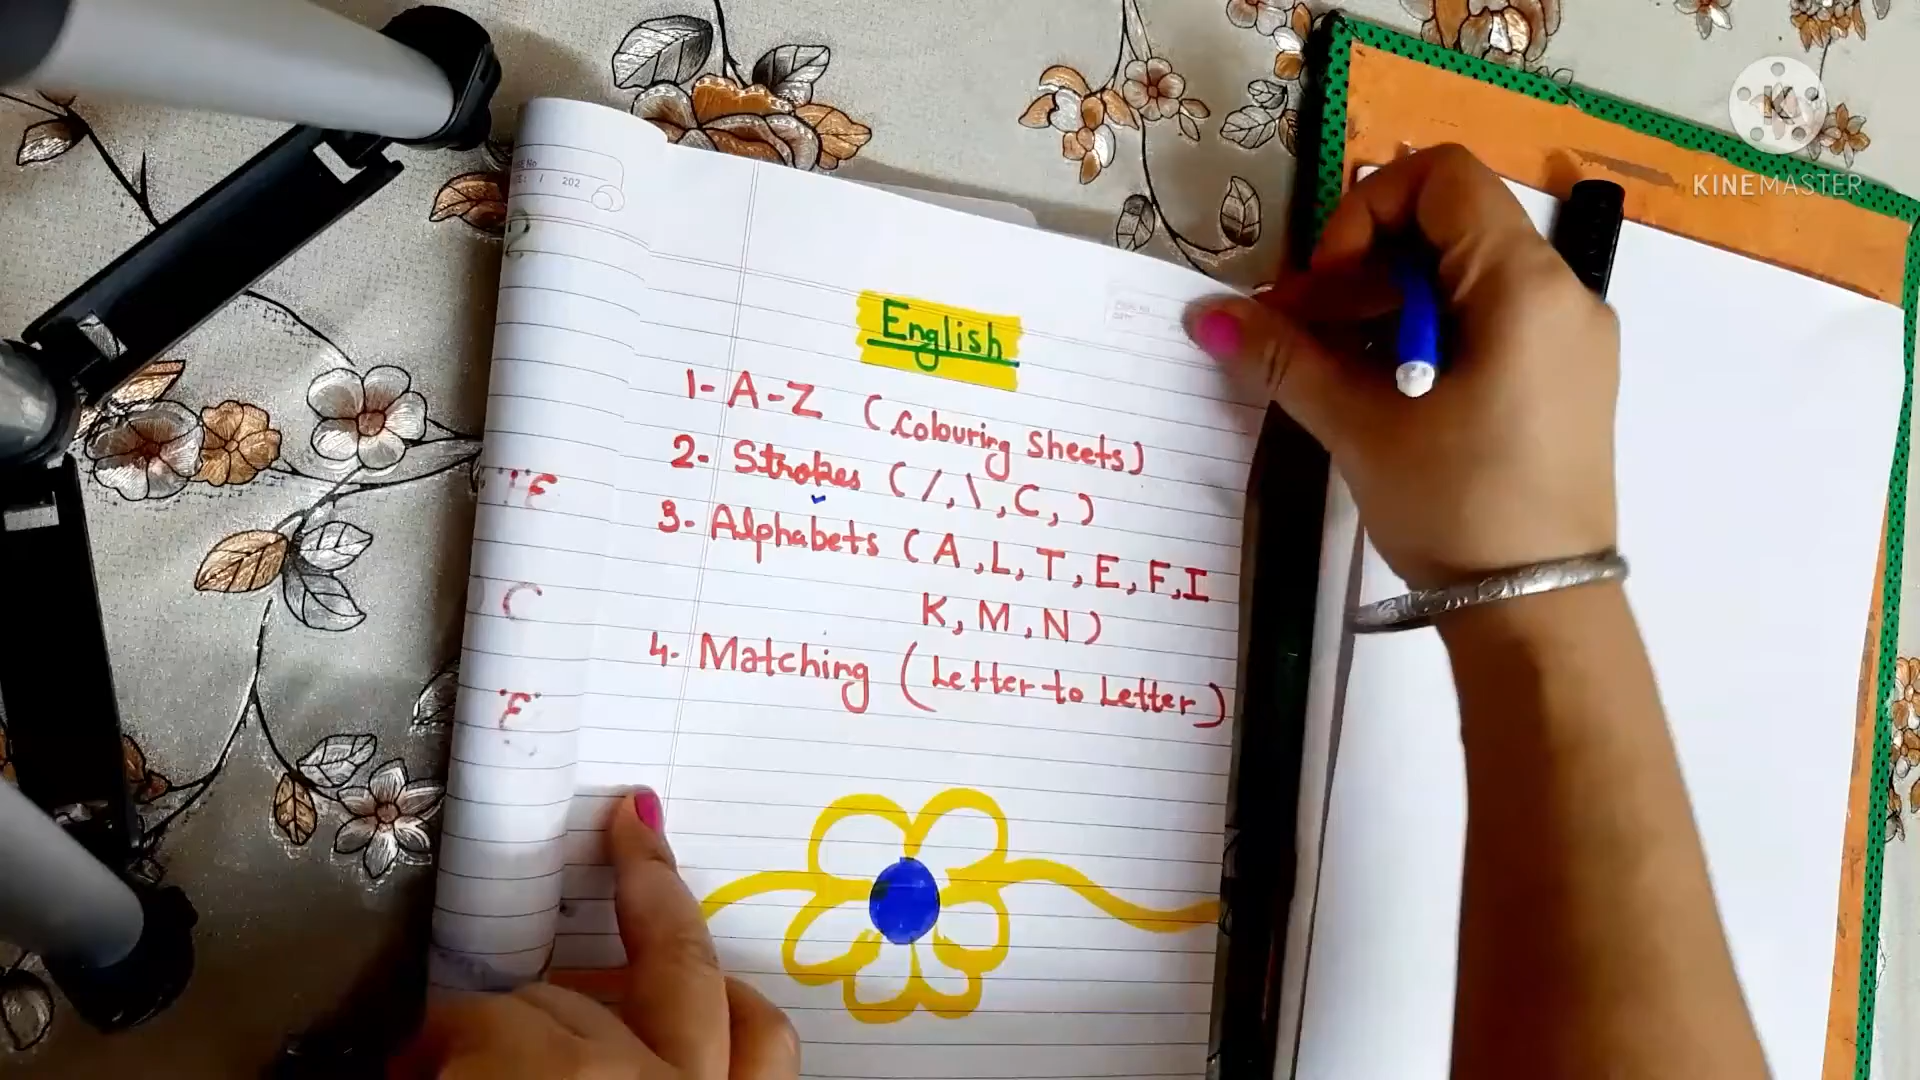 English
1- A-Z (Colouring Sheets)
2- Strokes (/, \, C, )
3- Alphabets (A, L, T, E, F, I
K, M, N)
4- Matching (Letter to Letter)
KINEMASTER